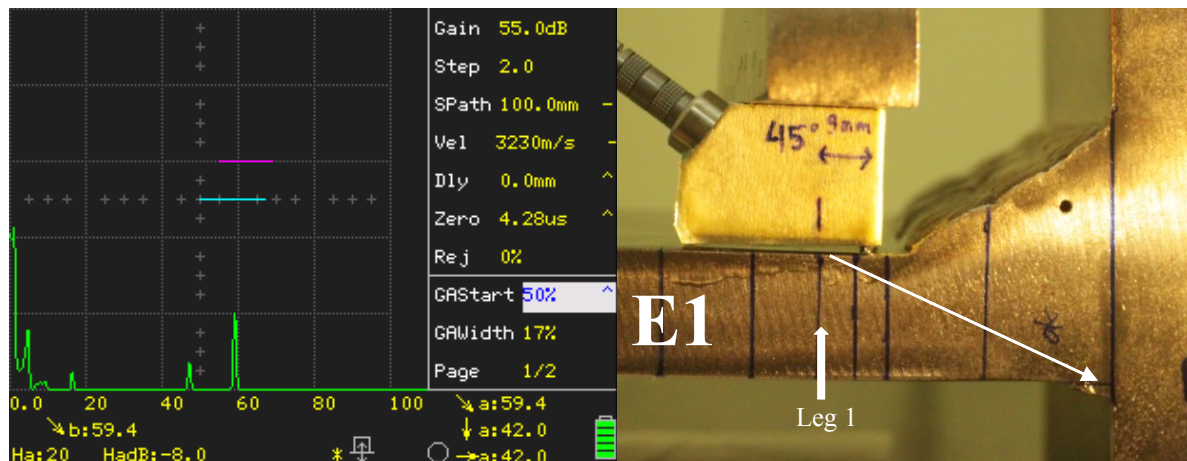 Gain 55.0dB
Step 2.0
SPath 100.0mm -
Vel 3230m/s -
Dly 0.0mm ^
Zero 4.28us ^
Rej 0%
GAStart 50% ^
GAWidth 17%
Page 1/2
0.0 20 40 60 80 100
↘a:59.4
↘b:59.4
↓a:42.0
Ha:20 HadB:-8.0 * →a:42.0
45° 9mm
E1
Leg 1